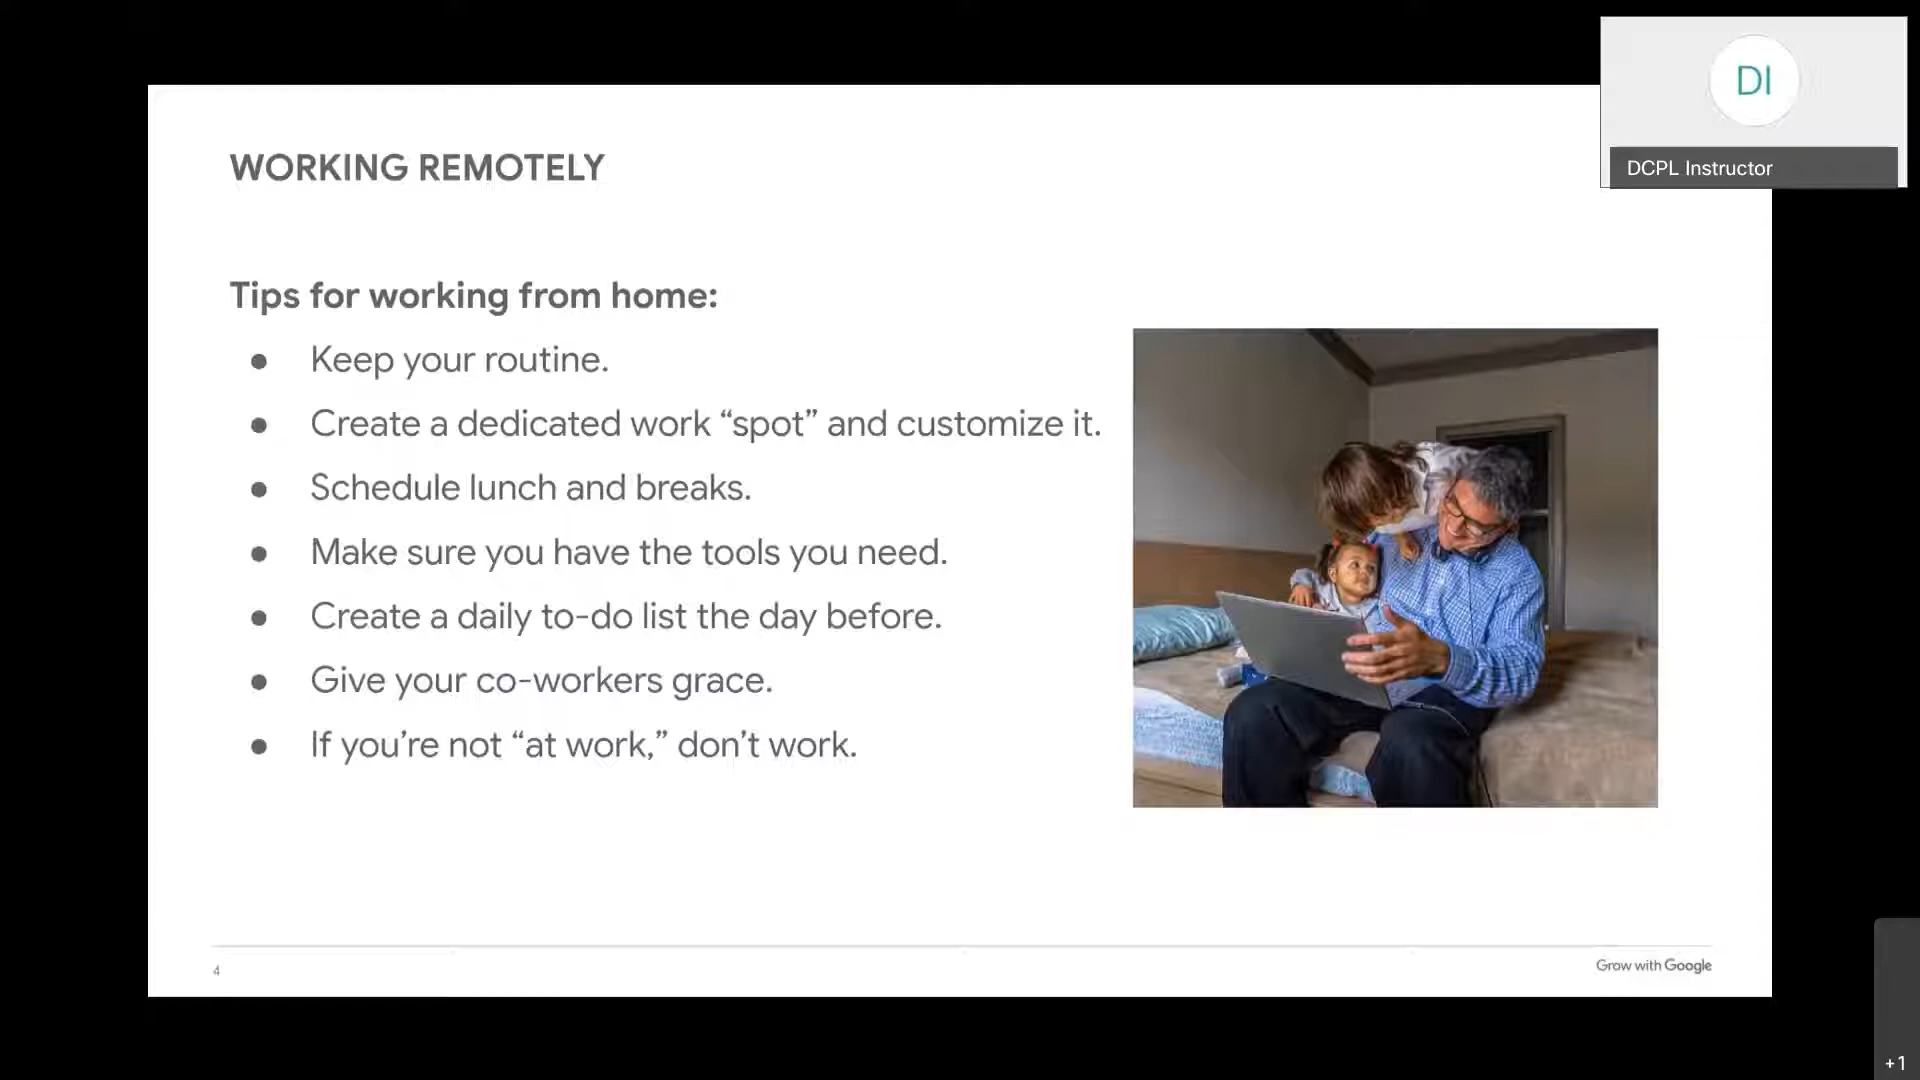 DI
DCPL Instructor
WORKING REMOTELY
Tips for working from home:
● Keep your routine.
● Create a dedicated work “spot” and customize it.
● Schedule lunch and breaks.
● Make sure you have the tools you need.
● Create a daily to-do list the day before.
● Give your co-workers grace.
● If you’re not “at work,” don’t work.
4
Grow with Google
+1